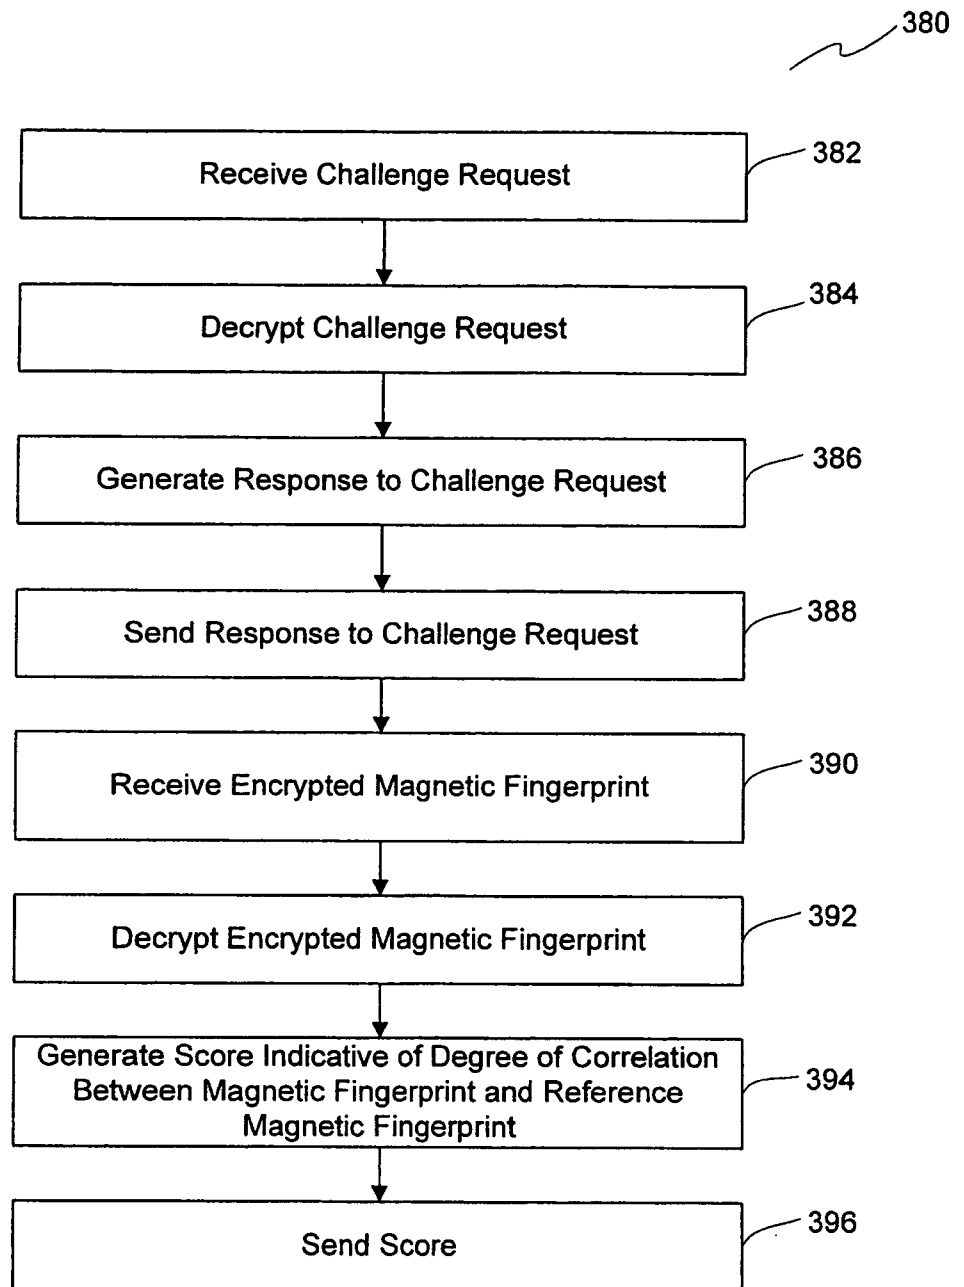 380
Receive Challenge Request
382
Decrypt Challenge Request
384
Generate Response to Challenge Request
386
Send Response to Challenge Request
388
Receive Encrypted Magnetic Fingerprint
390
Decrypt Encrypted Magnetic Fingerprint
392
Generate Score Indicative of Degree of Correlation
Between Magnetic Fingerprint and Reference
Magnetic Fingerprint
394
Send Score
396